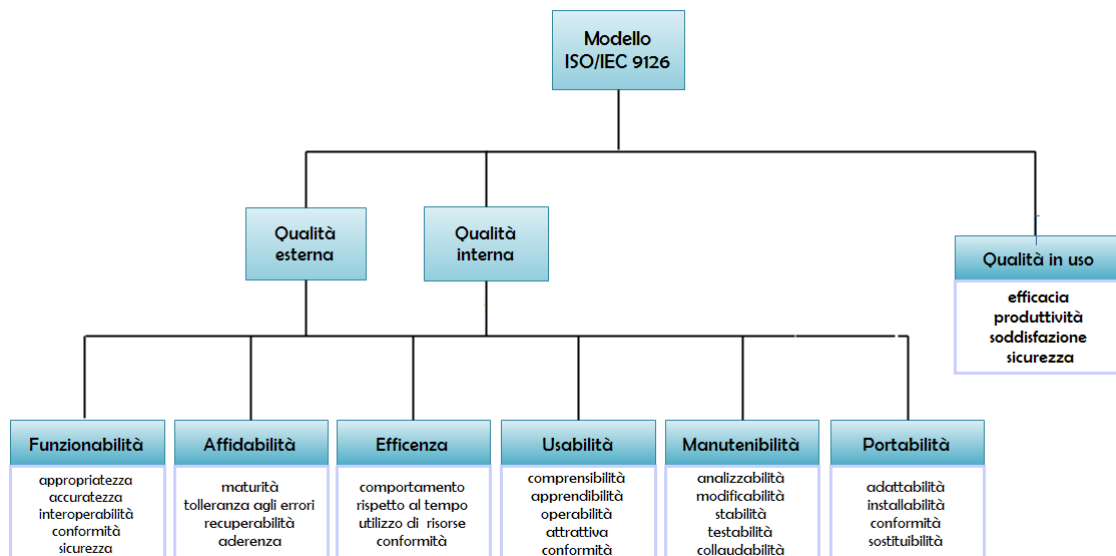 Modello
ISO/IEC 9126
Qualità
esterna
Qualità
interna
Qualità in uso
efficacia
produttività
soddisfazione
sicurezza
Funzionabilità
appropriatezza
accuratezza
interoperabilità
conformità
sicurezza
Affidabilità
maturità
tolleranza agli errori
recuperabilità
aderenza
Efficenza
comportamento
rispetto al tempo
utilizzo di risorse
conformità
Usabilità
comprensibilità
apprendibilità
operabilità
attrattiva
conformità
Manutenibilità
analizzabilità
modificabilità
stabilità
testabilità
collaudabilità
Portabilità
adattabilità
installabilità
conformità
sostituibilità